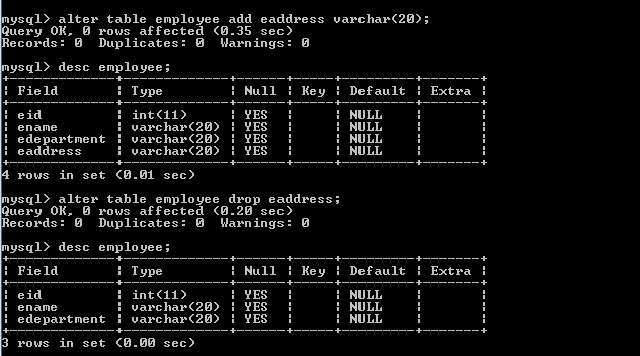 mysql> alter table employee add eaddress varchar(20);
Query OK, 0 rows affected (0.35 sec)
Records: 0  Duplicates: 0  Warnings: 0
mysql> desc employee;
+-------------+-------------+------+-----+---------+-------+
| Field       | Type        | Null | Key | Default | Extra |
+-------------+-------------+------+-----+---------+-------+
| eid         | int(11)     | YES  |     | NULL    |       |
| ename       | varchar(20) | YES  |     | NULL    |       |
| edepartment | varchar(20) | YES  |     | NULL    |       |
| eaddress    | varchar(20) | YES  |     | NULL    |       |
+-------------+-------------+------+-----+---------+-------+
4 rows in set (0.01 sec)
mysql> alter table employee drop eaddress;
Query OK, 0 rows affected (0.20 sec)
Records: 0  Duplicates: 0  Warnings: 0
mysql> desc employee;
+-------------+-------------+------+-----+---------+-------+
| Field       | Type        | Null | Key | Default | Extra |
+-------------+-------------+------+-----+---------+-------+
| eid         | int(11)     | YES  |     | NULL    |       |
| ename       | varchar(20) | YES  |     | NULL    |       |
| edepartment | varchar(20) | YES  |     | NULL    |       |
+-------------+-------------+------+-----+---------+-------+
3 rows in set (0.00 sec)